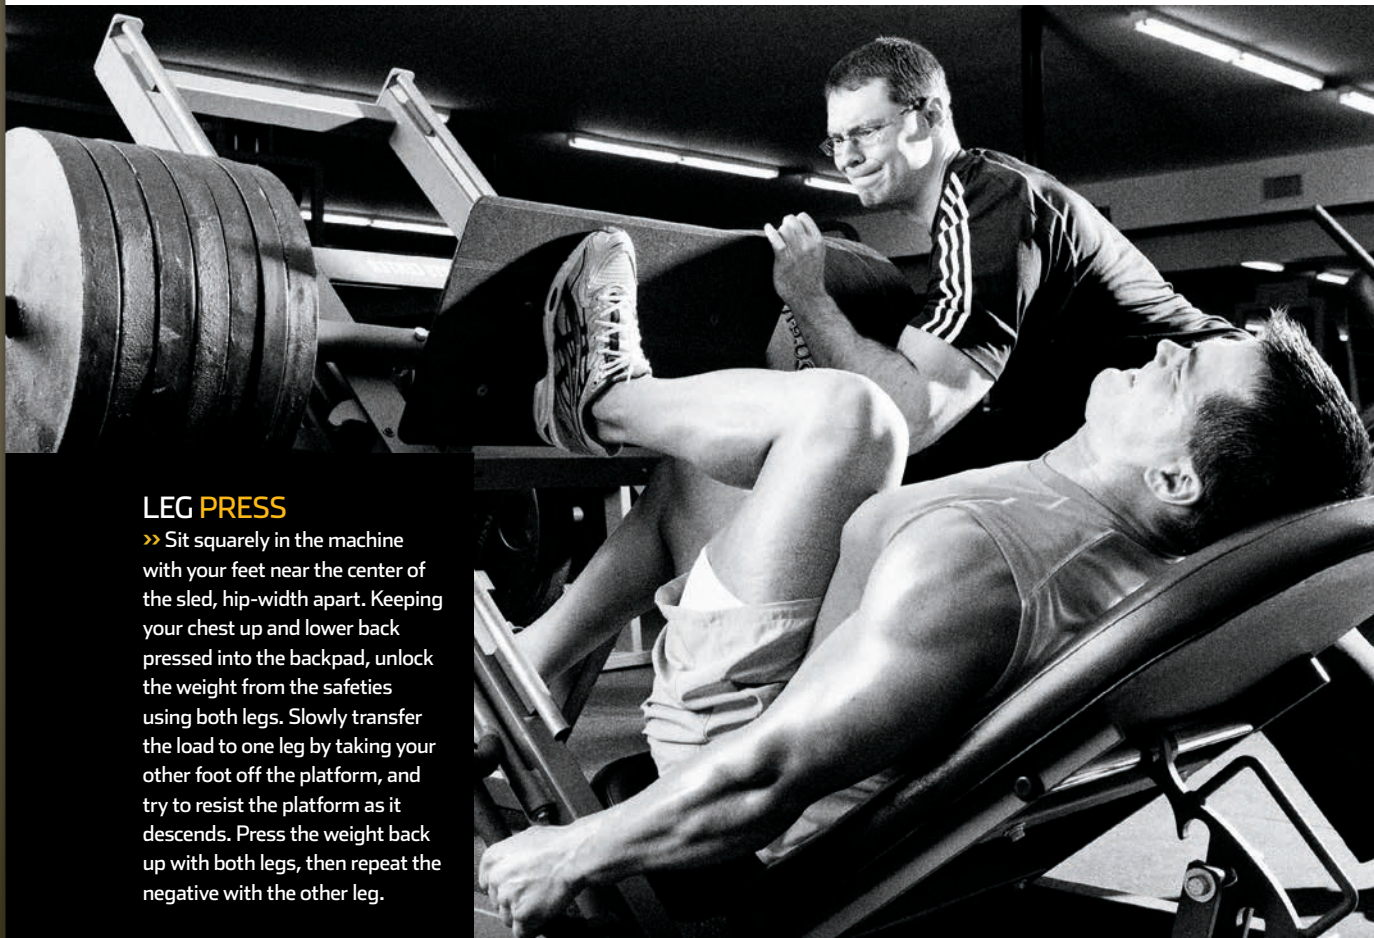 LEG PRESS
>> Sit squarely in the machine
with your feet near the center of
the sled, hip-width apart. Keeping
your chest up and lower back
pressed into the backpad, unlock
the weight from the safeties
using both legs. Slowly transfer
the load to one leg by taking your
other foot off the platform, and
try to resist the platform as it
descends. Press the weight back
up with both legs, then repeat the
negative with the other leg.